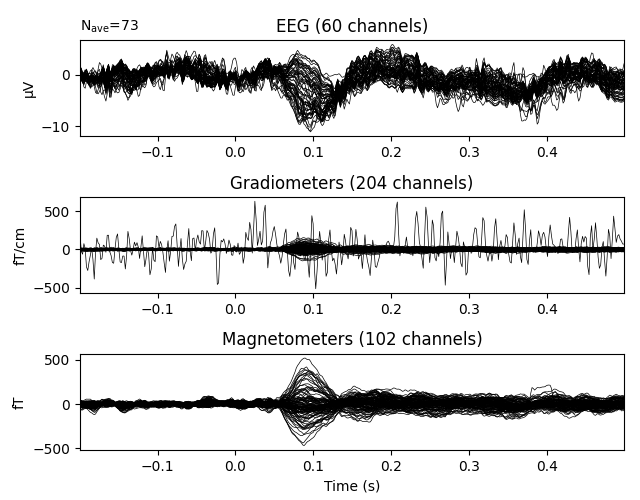 N_ave=73
EEG (60 channels)
µV
0
−10
−0.1 0.0 0.1 0.2 0.3 0.4
Gradiometers (204 channels)
fT/cm
500
0
−500
−0.1 0.0 0.1 0.2 0.3 0.4
Magnetometers (102 channels)
fT
500
0
−500
−0.1 0.0 0.1 0.2 0.3 0.4
Time (s)